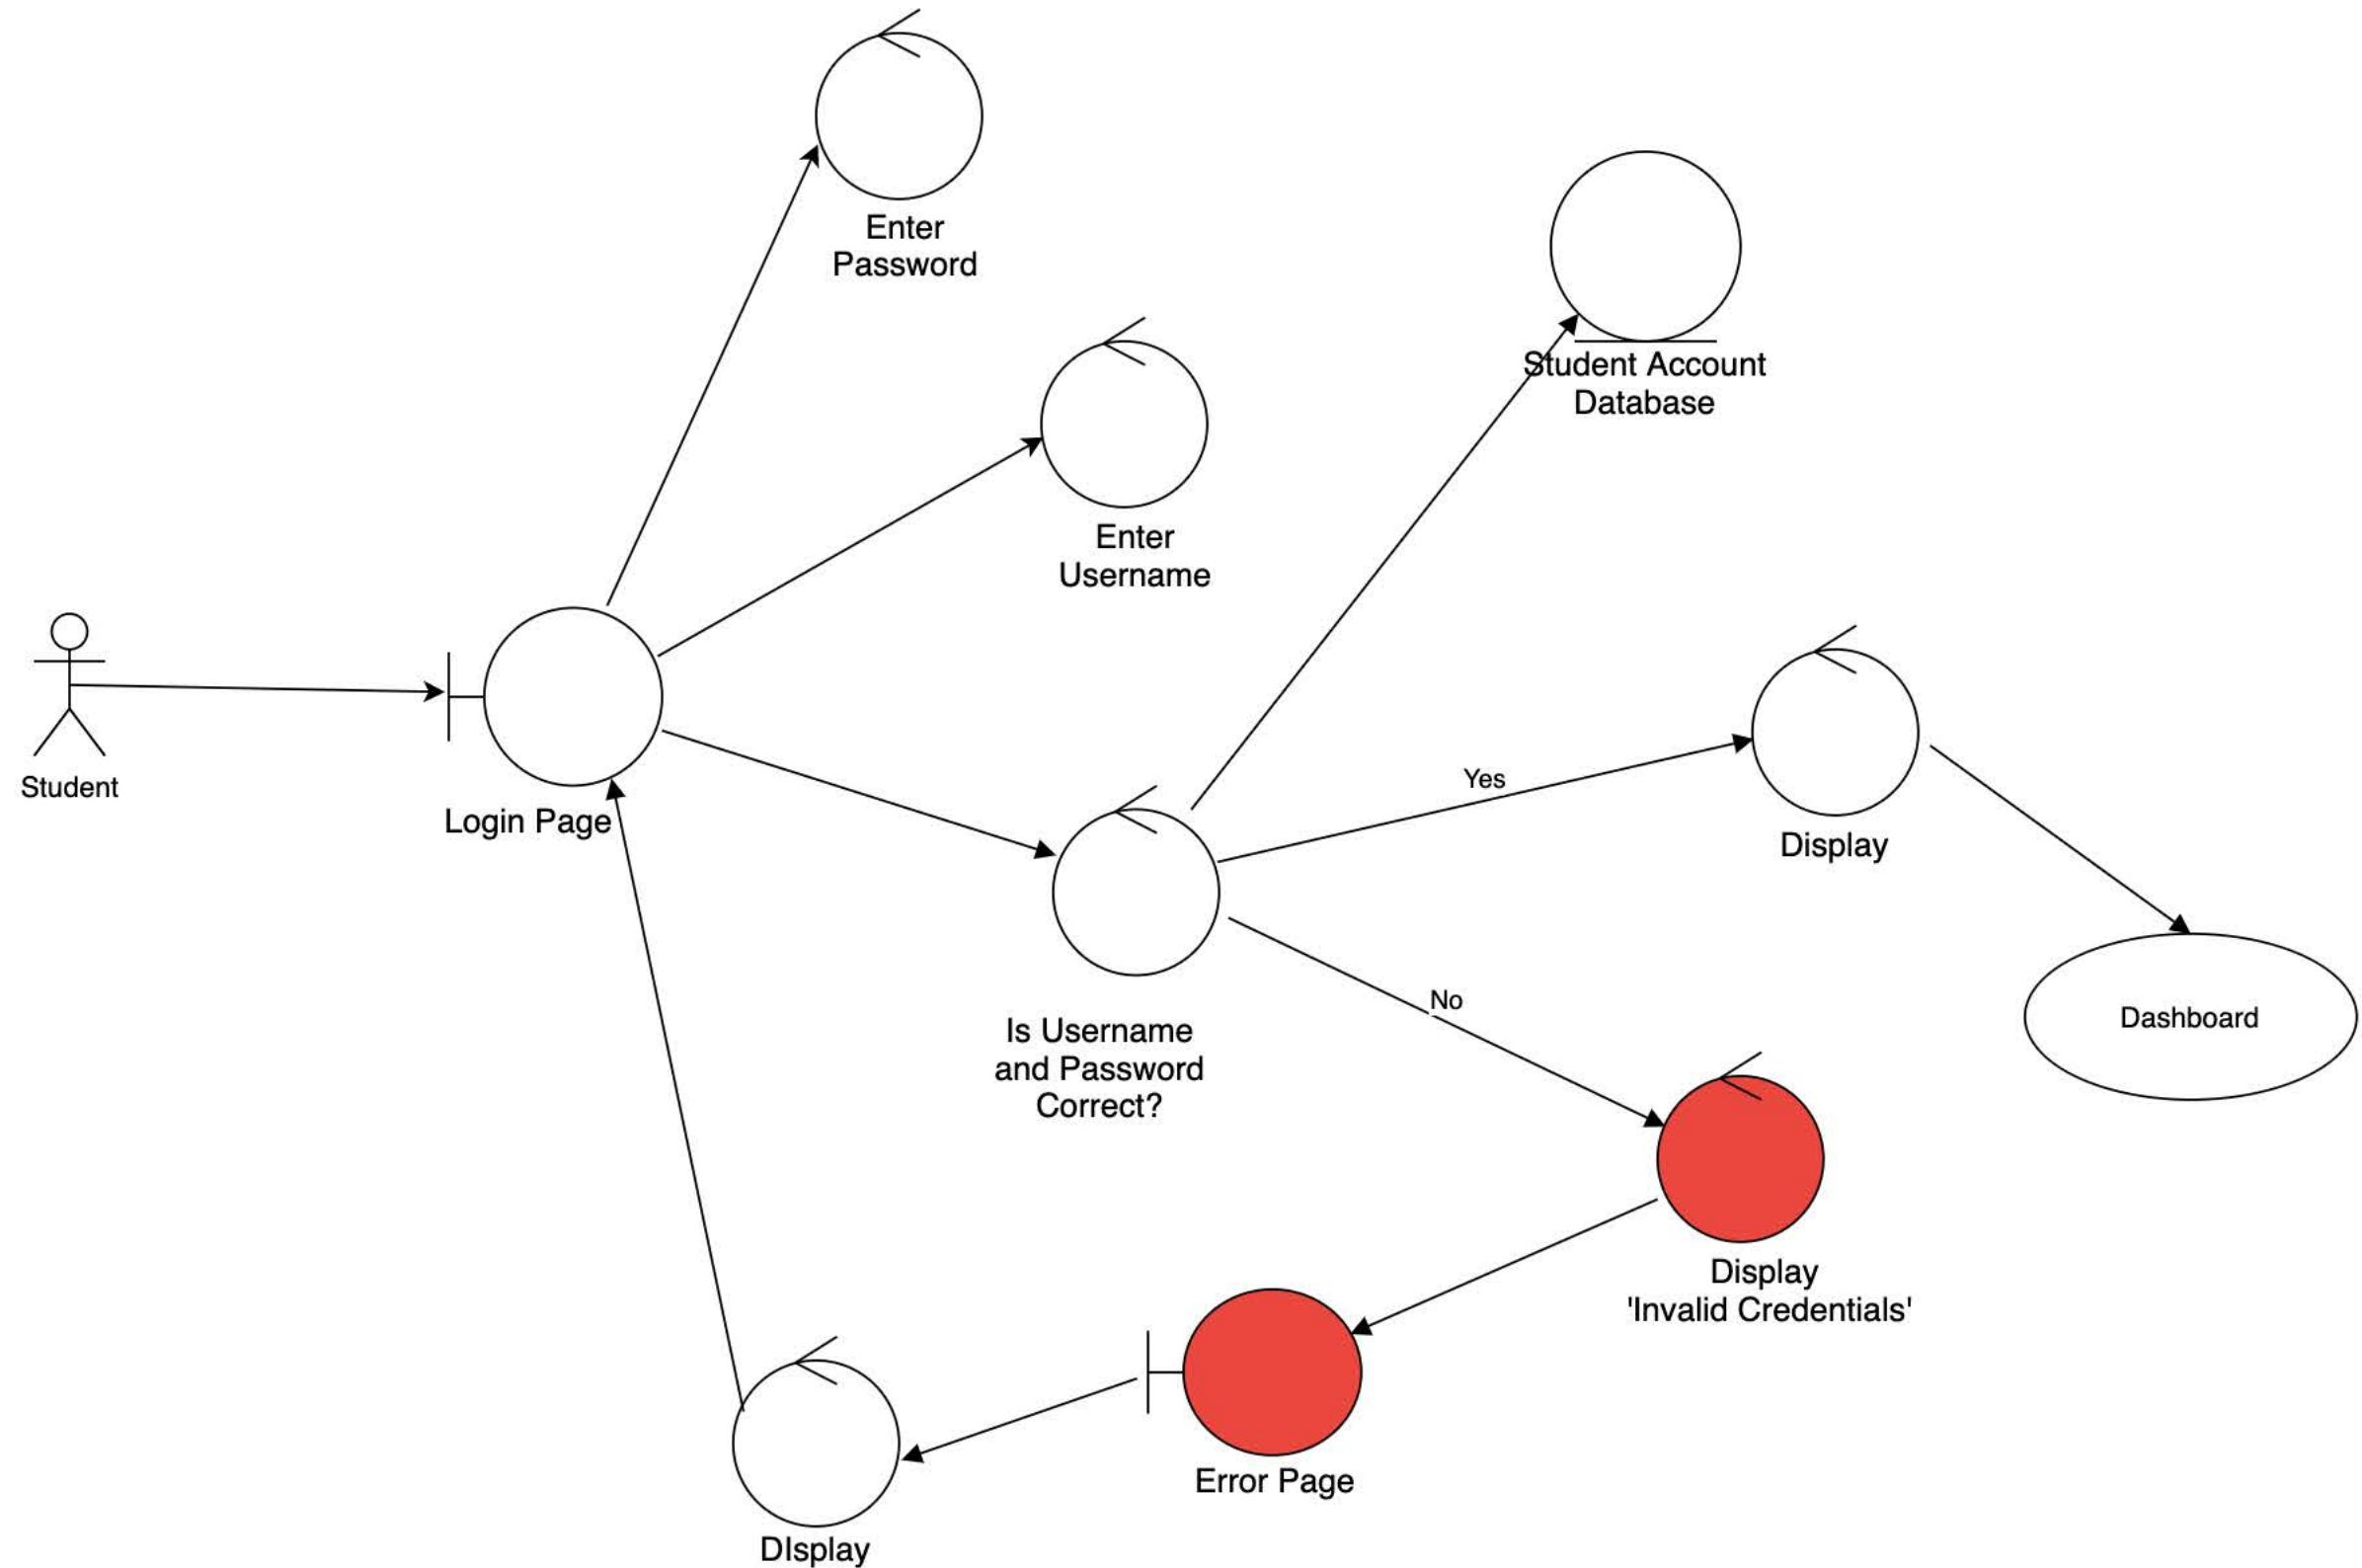 Enter
Password
Student Account
Database
Enter
Username
Student
Login Page
Yes
Display
No
Dashboard
Is Username
and Password
Correct?
Display
'Invalid Credentials'
Error Page
DIsplay